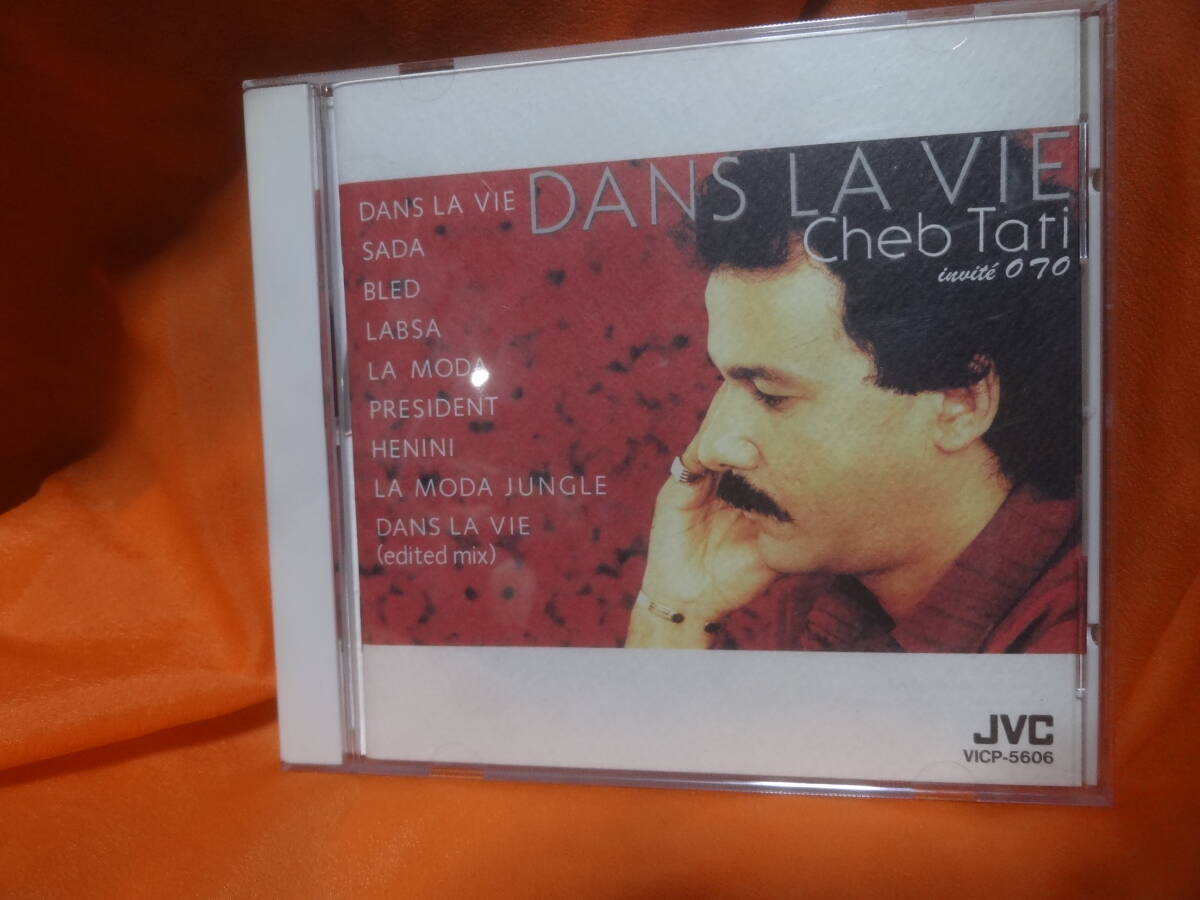 DANS LA VIE
Cheb Tati
invité 070
DANS LA VIE
SADA
BLED
LABSA
LA MODA
PRESIDENT
HENINI
LA MODA JUNGLE
DANS LA VIE
(edited mix)
JVC
VICP-5606